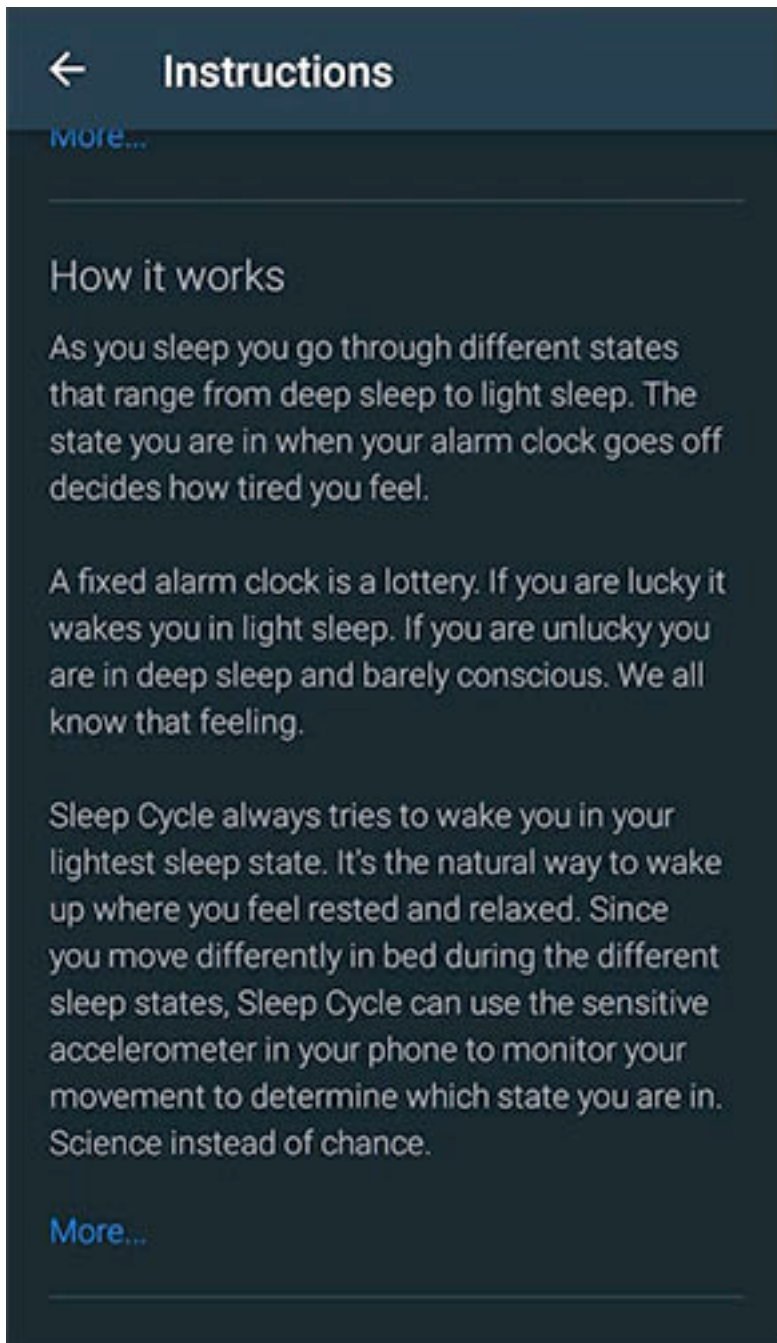 Instructions
More...
How it works
As you sleep you go through different states
that range from deep sleep to light sleep. The
state you are in when your alarm clock goes off
decides how tired you feel.
A fixed alarm clock is a lottery. If you are lucky it
wakes you in light sleep. If you are unlucky you
are in deep sleep and barely conscious. We all
know that feeling.
Sleep Cycle always tries to wake you in your
lightest sleep state. It's the natural way to wake
up where you feel rested and relaxed. Since
you move differently in bed during the different
sleep states, Sleep Cycle can use the sensitive
accelerometer in your phone to monitor your
movement to determine which state you are in.
Science instead of chance.
More...